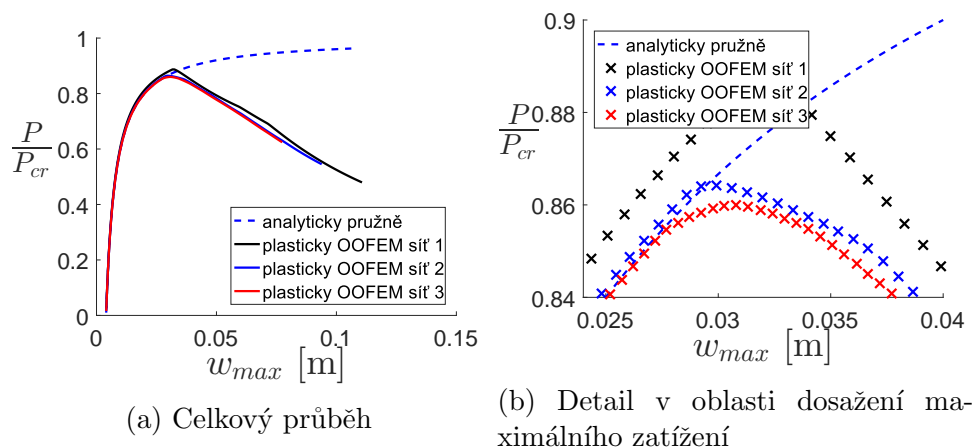 1
0.8
0.6
0.4
0.2
0
P
P_cr
analyticky pružně
plasticky OOFEM síť 1
plasticky OOFEM síť 2
plasticky OOFEM síť 3
0 0.05 0.1 0.15
w_max [m]
(a) Celkový průběh
0.9
0.88
0.86
0.84
P
P_cr
analyticky pružně
plasticky OOFEM síť 1
plasticky OOFEM síť 2
plasticky OOFEM síť 3
0.025 0.03 0.035 0.04
w_max [m]
(b) Detail v oblasti dosažení ma-
ximálního zatížení